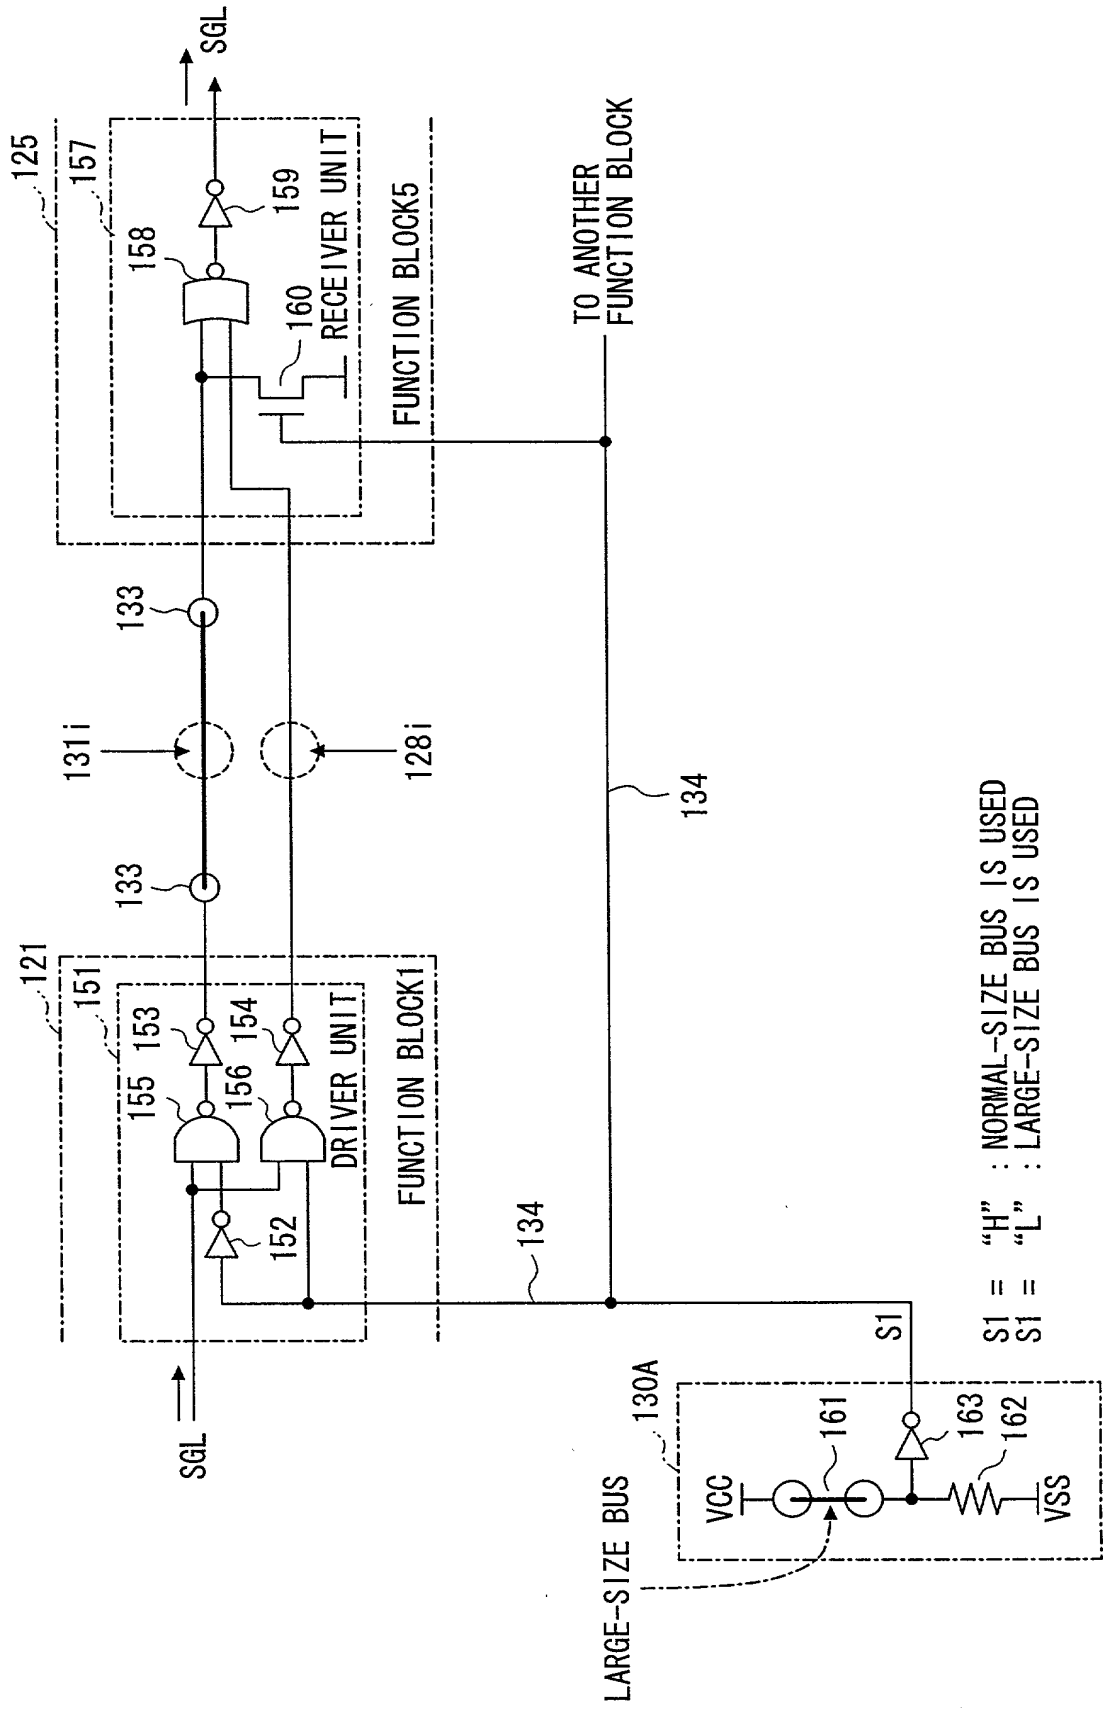 125
157
158
159
160
RECEIVER UNIT
FUNCTION BLOCK5
SGL
133
133
131i
128i
121
151
153
154
155
156
152
DRIVER UNIT
FUNCTION BLOCK1
SGL
TO ANOTHER
FUNCTION BLOCK
134
134
S1
130A
VCC
161
163
162
VSS
LARGE-SIZE BUS
S1 = "H" : NORMAL-SIZE BUS IS USED
S1 = "L" : LARGE-SIZE BUS IS USED